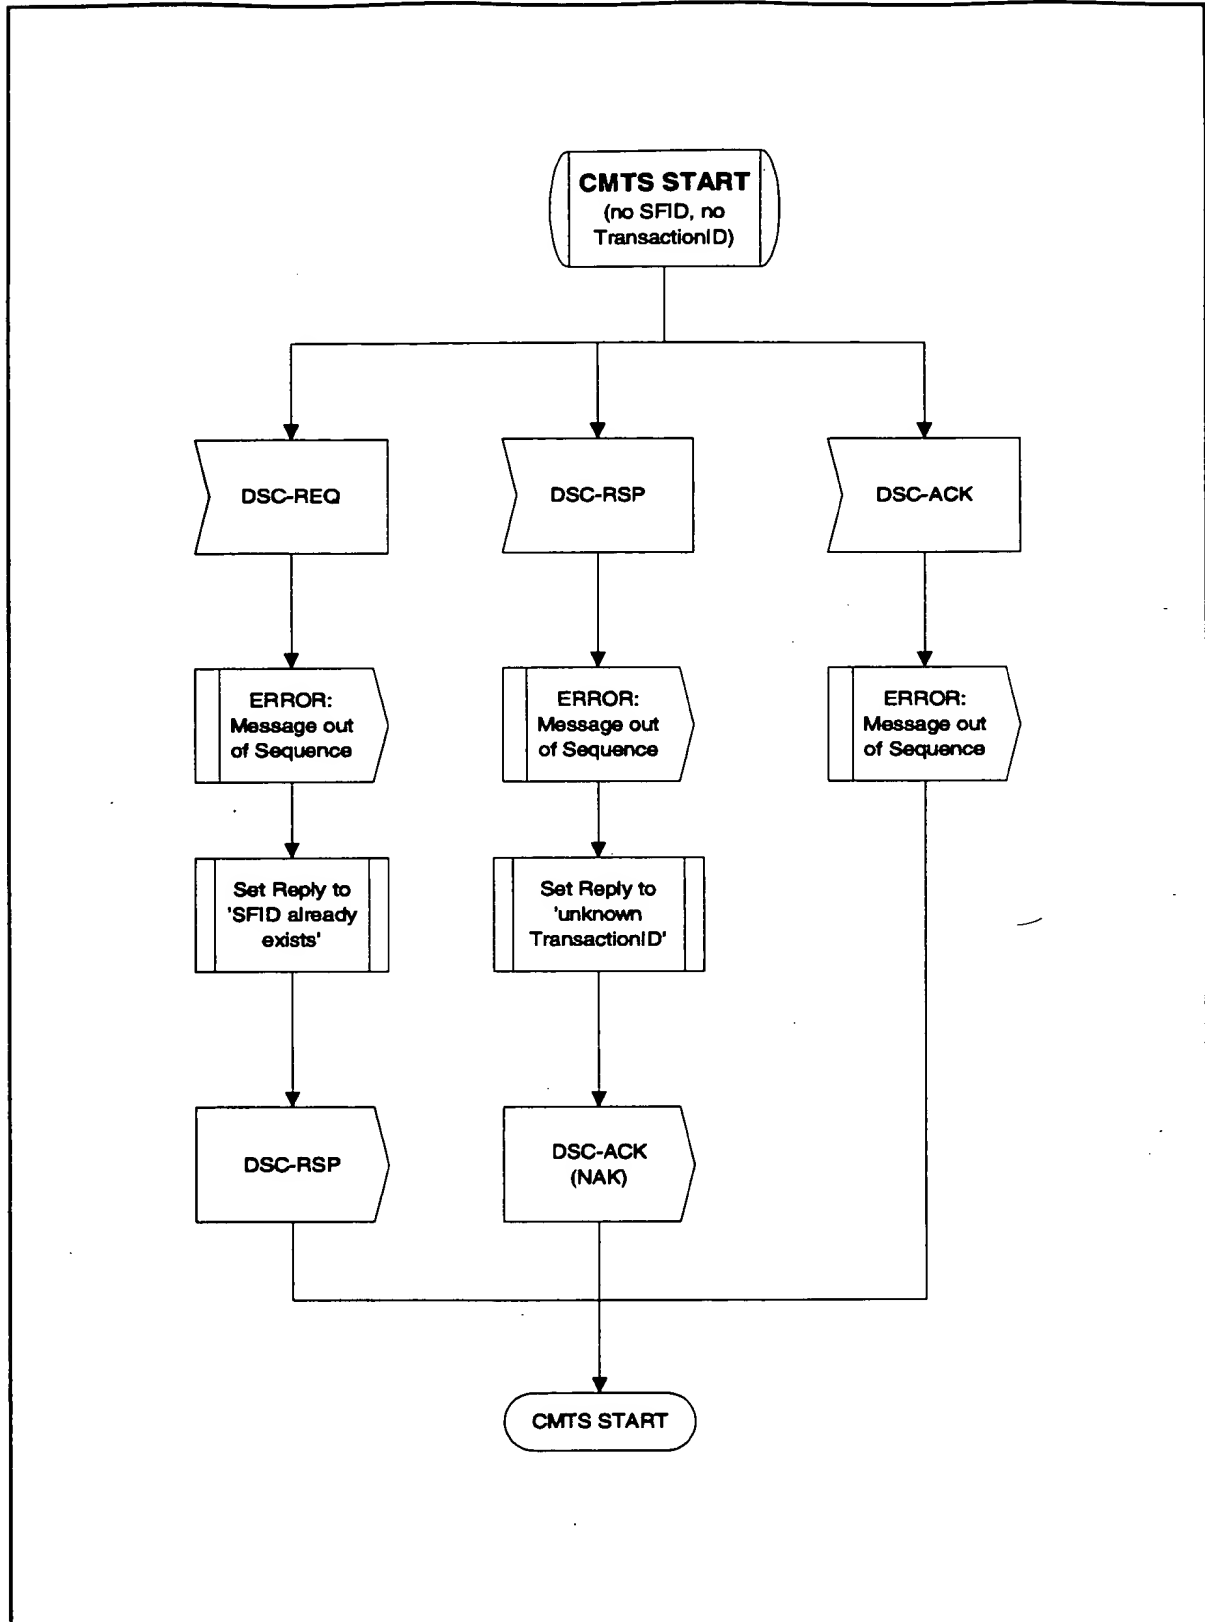 CMTS START
(no SFID, no
TransactionID)
DSC-REQ
DSC-RSP
DSC-ACK
ERROR:
Message out
of Sequence
ERROR:
Message out
of Sequence
ERROR:
Message out
of Sequence
Set Reply to
'SFID already
exists'
Set Reply to
'unknown
TransactionID'
DSC-RSP
DSC-ACK
(NAK)
CMTS START